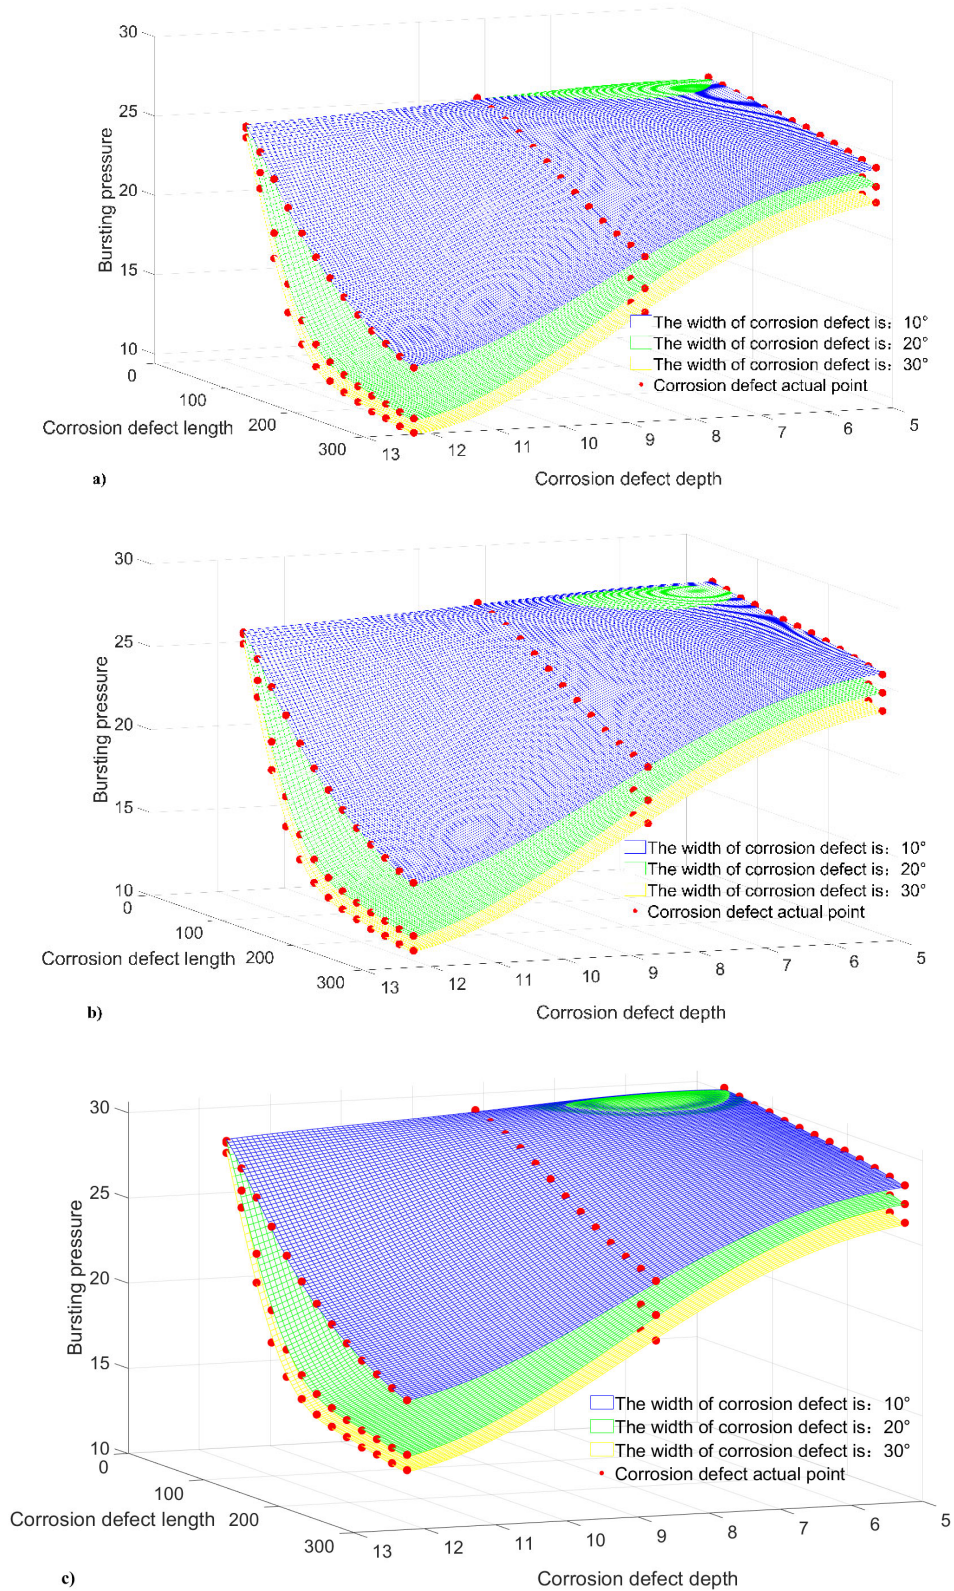 30
25
20
15
10
0
100
200
300
Bursting pressure
Corrosion defect length
13
12
11
10
9
8
7
6
5
Corrosion defect depth
The width of corrosion defect is：10°
The width of corrosion defect is：20°
The width of corrosion defect is：30°
Corrosion defect actual point
a)
30
25
20
15
10
0
100
200
300
Bursting pressure
Corrosion defect length
13
12
11
10
9
8
7
6
5
Corrosion defect depth
The width of corrosion defect is：10°
The width of corrosion defect is：20°
The width of corrosion defect is：30°
Corrosion defect actual point
b)
30
25
20
15
10
0
100
200
300
Bursting pressure
Corrosion defect length
13
12
11
10
9
8
7
6
5
Corrosion defect depth
The width of corrosion defect is：10°
The width of corrosion defect is：20°
The width of corrosion defect is：30°
Corrosion defect actual point
c)